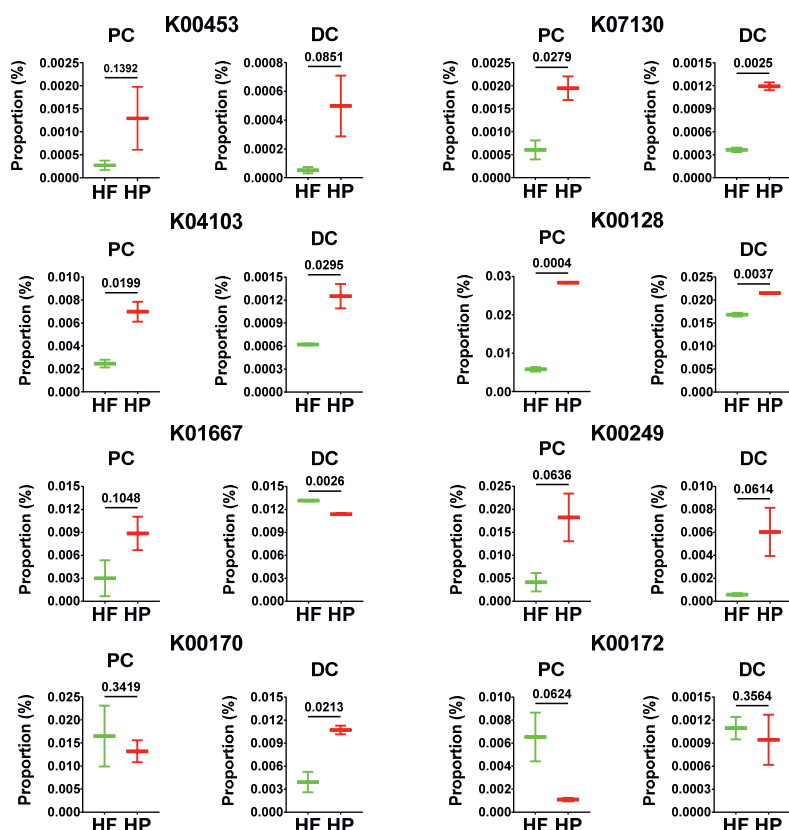 K00453
PC
DC
Proportion (%)
0.0025
0.0020
0.0015
0.0010
0.0005
0.0000
0.1392
HF HP
Proportion (%)
0.0008
0.0006
0.0004
0.0002
0.0000
0.0851
HF HP
K07130
PC
DC
Proportion (%)
0.0025
0.0020
0.0015
0.0010
0.0005
0.0000
0.0279
HF HP
Proportion (%)
0.0015
0.0012
0.0009
0.0006
0.0003
0.0000
0.0025
HF HP
K04103
PC
DC
Proportion (%)
0.010
0.008
0.006
0.004
0.002
0.000
0.0199
HF HP
Proportion (%)
0.0015
0.0012
0.0009
0.0006
0.0003
0.0000
0.0295
HF HP
K00128
PC
DC
Proportion (%)
0.03
0.02
0.01
0.00
0.0004
HF HP
Proportion (%)
0.025
0.020
0.015
0.010
0.005
0.000
0.0037
HF HP
K01667
PC
DC
Proportion (%)
0.015
0.012
0.009
0.006
0.003
0.000
0.1048
HF HP
Proportion (%)
0.015
0.012
0.009
0.006
0.003
0.000
0.0026
HF HP
K00249
PC
DC
Proportion (%)
0.025
0.020
0.015
0.010
0.005
0.000
0.0636
HF HP
Proportion (%)
0.010
0.008
0.006
0.004
0.002
0.000
0.0614
HF HP
K00170
PC
DC
Proportion (%)
0.025
0.020
0.015
0.010
0.005
0.000
0.3419
HF HP
Proportion (%)
0.015
0.012
0.009
0.006
0.003
0.000
0.0213
HF HP
K00172
PC
DC
Proportion (%)
0.010
0.008
0.006
0.004
0.002
0.000
0.0624
HF HP
Proportion (%)
0.0015
0.0012
0.0009
0.0006
0.0003
0.0000
0.3564
HF HP